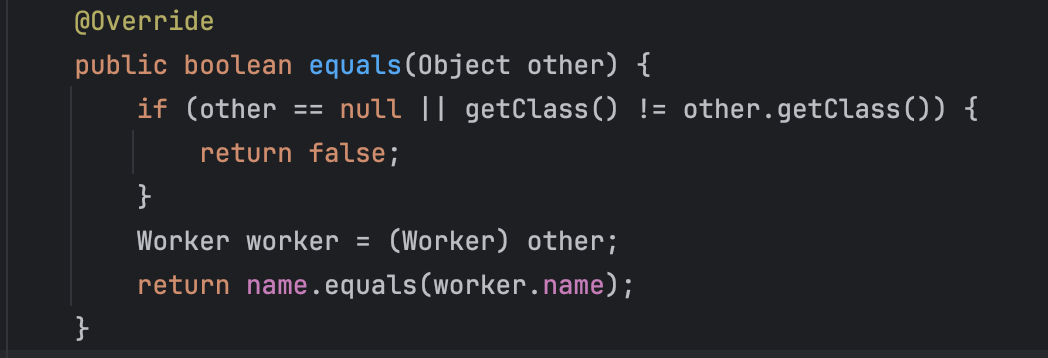 @Override
public boolean equals(Object other) {
if (other == null || getClass() != other.getClass()) {
return false;
}
Worker worker = (Worker) other;
return name.equals(worker.name);
}